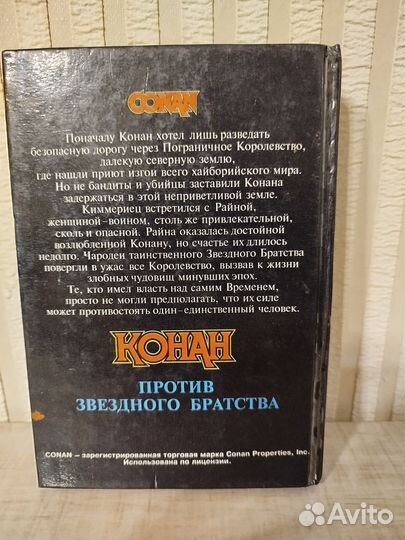 CONAN
Поначалу Конан хотел лишь разведать
безопасную дорогу через Пограничное Королевство,
далекую северную землю,
где нашли приют изгои всего хайборийского мира.
Но не бандиты и убийцы заставили Конана
задержаться в этой неприветливой земле.
Киммериец встретился с Райной,
женщиной-воином, столь же привлекательной,
сколь и опасной. Райна оказалась достойной
возлюбленной Конану, но счастье их длилось
недолго. Чародеи таинственного Звездного Братства
повергли в ужас все Королевство, вызвав к жизни
злобных чудовищ минувших эпох.
Те, кто имел власть над самим Временем,
просто не могли предполагать, что их силе
может противостоять один-единственный человек.
КОНАН
ПРОТИВ
ЗВЕЗДНОГО БРАТСТВА
CONAN – зарегистрированная торговая марка Conan Properties, Inc.
Использована по лицензии.
Avito